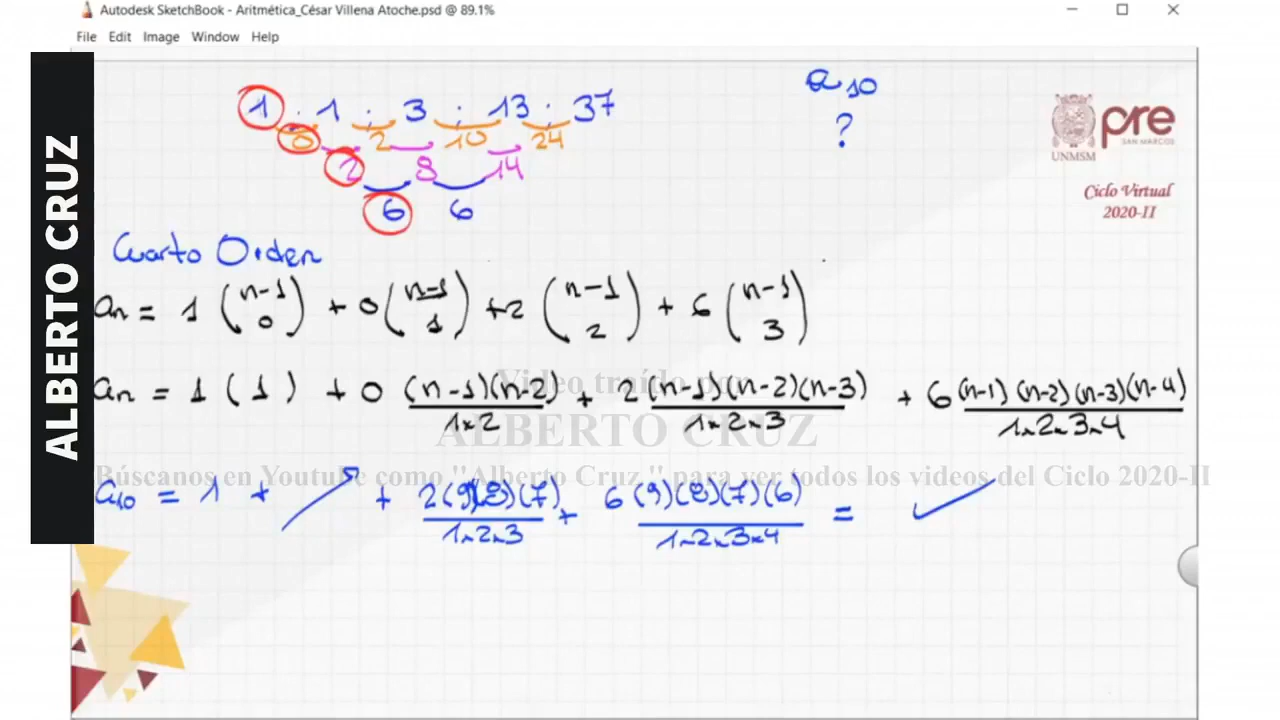 Autodesk SketchBook - Aritmética_César Villena Atoche.psd @ 89.1%
File Edit Image Window Help
ALBERTO CRUZ
a₁₀
?
1 ; 1 ; 3 ; 13 ; 37
0 2 10 24
2 8 14
6 6
pre
SAN MARCOS
UNMSM
Ciclo Virtual
2020-II
Cuarto Orden
an = 1 (n-1 0) + 0 (n-1 1) + 2 (n-1 2) + 6 (n-1 3)
Video traído por
an = 1 (1) + 0 (n-1)(n-2)/1×2 + 2 (n-1)(n-2)(n-3)/1×2×3 + 6 (n-1)(n-2)(n-3)(n-4)/1×2×3×4
ALBERTO CRUZ
Búscanos en Youtube como "Alberto Cruz " para ver todos los videos del Ciclo 2020-II
a₁₀ = 1 + + 2(9)(8)(7)/1×2×3 + 6(9)(8)(7)(6)/1×2×3×4 =